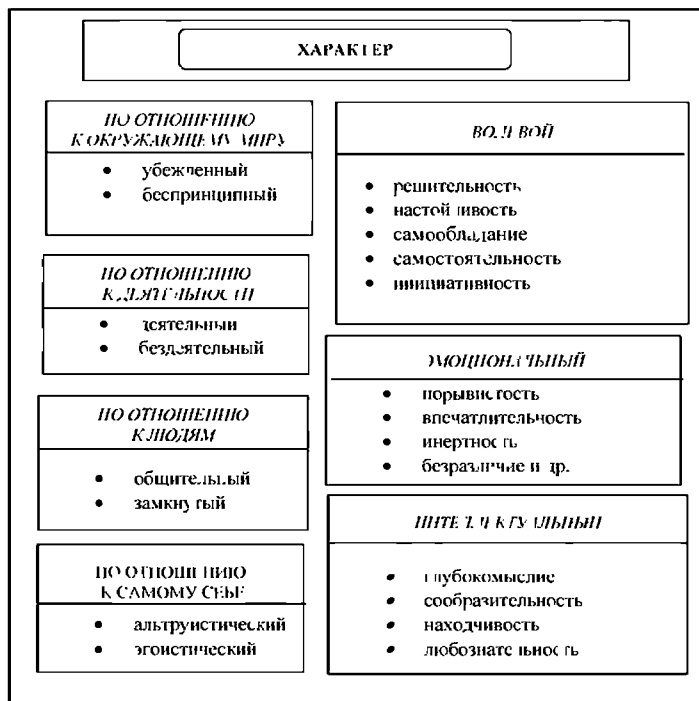 ХАРАКТЕР
ПО ОТНОШЕНИЮ
К ОКРУЖАЮЩЕМУ МИРУ
• убежденный
• беспринципный
ПО ОТНОШЕНИЮ
К ДЕЯТЕЛЬНОСТИ
• деятельный
• бездеятельный
ПО ОТНОШЕНИЮ
К ЛЮДЯМ
• общительный
• замкнутый
ПО ОТНОШЕНИЮ
К САМОМУ СЕБЕ
• альтруистический
• эгоистический
ВОЛЕВОЙ
• решительность
• настойчивость
• самообладание
• самостоятельность
• инициативность
ЭМОЦИОНАЛЬНЫЙ
• порывистость
• впечатлительность
• инертность
• безразличие и др.
ИНТЕЛЛЕКТУАЛЬНЫЙ
• глубокомыслие
• сообразительность
• находчивость
• любознательность